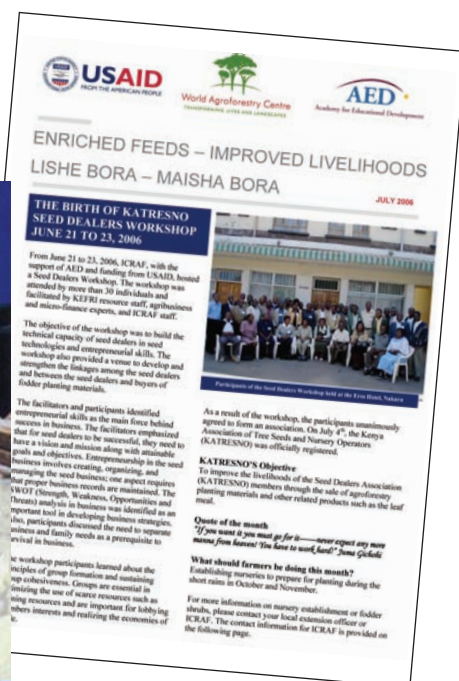 USAID
FROM THE AMERICAN PEOPLE
World Agroforestry Centre
TRANSFORMING LIVES AND LANDSCAPES
AED
Academy for Educational Development
ENRICHED FEEDS – IMPROVED LIVELIHOODS
LISHE BORA – MAISHA BORA
JULY 2006
THE BIRTH OF KATRESNO
SEED DEALERS WORKSHOP
JUNE 21 TO 23, 2006
From June 21 to 23, 2006, ICRAF, with the
support of AED and funding from USAID, hosted
a Seed Dealers Workshop. The workshop was
attended by more than 30 individuals and
facilitated by KEFRI resource staff, agribusiness
and micro-finance experts, and ICRAF staff.
The objective of the workshop was to build the
technical capacity of seed dealers in seed
technologies and entrepreneurial skills. The
workshop also provided a venue to develop and
strengthen the linkages among the seed dealers
and between the seed dealers and buyers of
fodder planting materials.
The facilitators and participants identified
entrepreneurial skills as the main force behind
success in business. The facilitators emphasized
that for seed dealers to be successful, they need to
have a vision and mission along with attainable
goals and objectives. Entrepreneurship in the seed
business involves creating, organizing, and
managing the seed business; one aspect requires
that proper business records are maintained. The
SWOT (Strength, Weakness, Opportunities and
Threats) analysis in business was identified as an
important tool in developing business strategies.
Also, participants discussed the need to separate
business and family needs as a prerequisite to
survival in business.
workshop participants learned about the
principles of group formation and sustaining
group cohesiveness. Groups are essential in
the use of scarce resources such as
resources and are important for lobbying
members interests and realizing the economies of
Participants of the Seed Dealers Workshop held at the Eros Hotel, Nakuru
As a result of the workshop, the participants unanimously
agreed to form an association. On July 4th, the Kenya
Association of Tree Seeds and Nursery Operators
(KATRESNO) was officially registered.
KATRESNO'S Objective
To improve the livelihoods of the Seed Dealers Association
(KATRESNO) members through the sale of agroforestry
planting materials and other related products such as the leaf
meal.
Quote of the month
"If you want it you must go for it------never expect any more
manna from heaven! You have to work hard!" Juma Gichohi
What should farmers be doing this month?
Establishing nurseries to prepare for planting during the
short rains in October and November.
For more information on nursery establishment or fodder
shrubs, please contact your local extension officer or
ICRAF. The contact information for ICRAF is provided on
the following page.